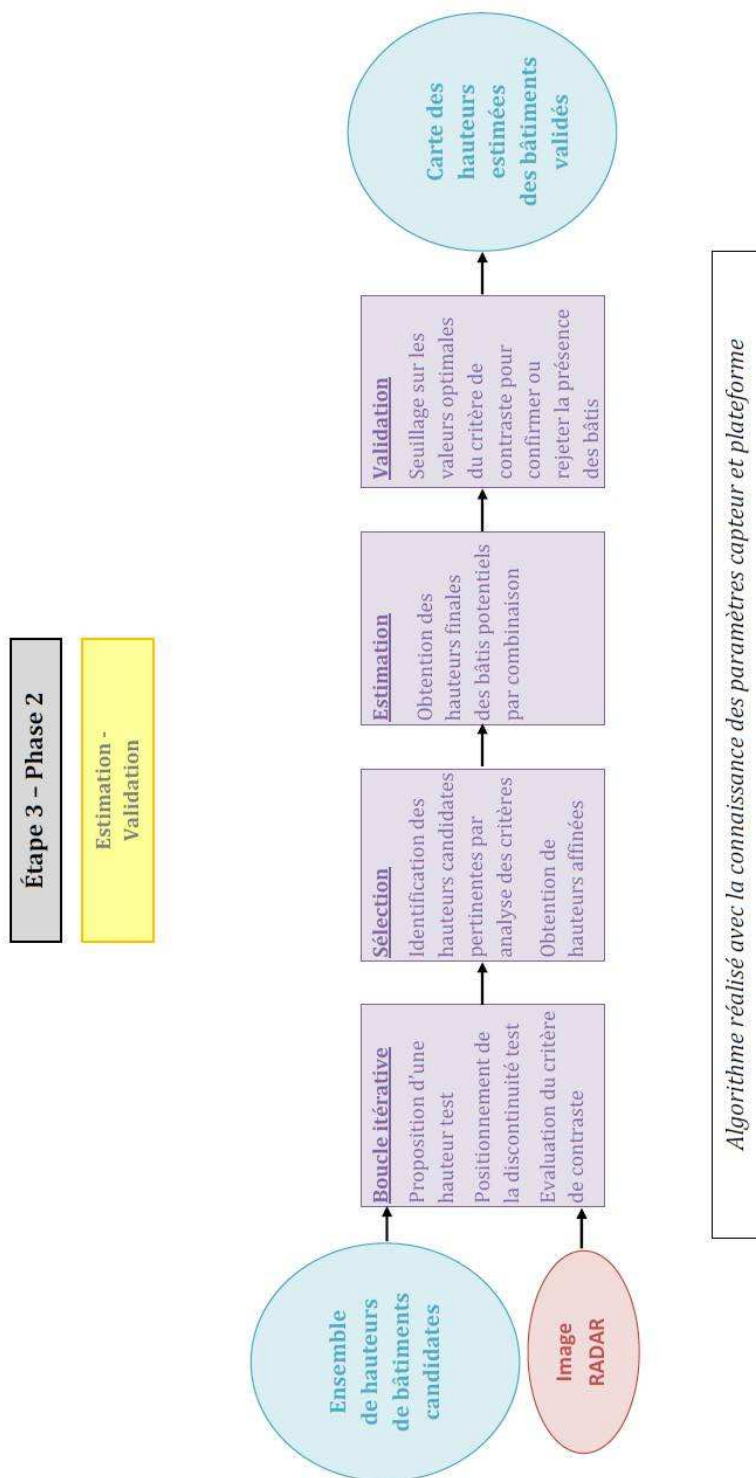 Étape 3 – Phase 2
Estimation -
Validation
Ensemble
de hauteurs
de bâtiments
candidates
Image
RADAR
Boucle itérative
Proposition d'une
hauteur test
Positionnement de
la discontinuité test
Evaluation du critère
de contraste
Sélection
Identification des
hauteurs candidates
pertinentes par
analyse des critères
Obtention de
hauteurs affinées
Estimation
Obtention des
hauteurs finales
des bâtis potentiels
par combinaison
Validation
Seuillage sur les
valeurs optimales
du critère de
contraste pour
confirmer ou
rejeter la présence
des bâtis
Carte des
hauteurs
estimées
des bâtiments
validés
Algorithme réalisé avec la connaissance des paramètres capteur et plateforme